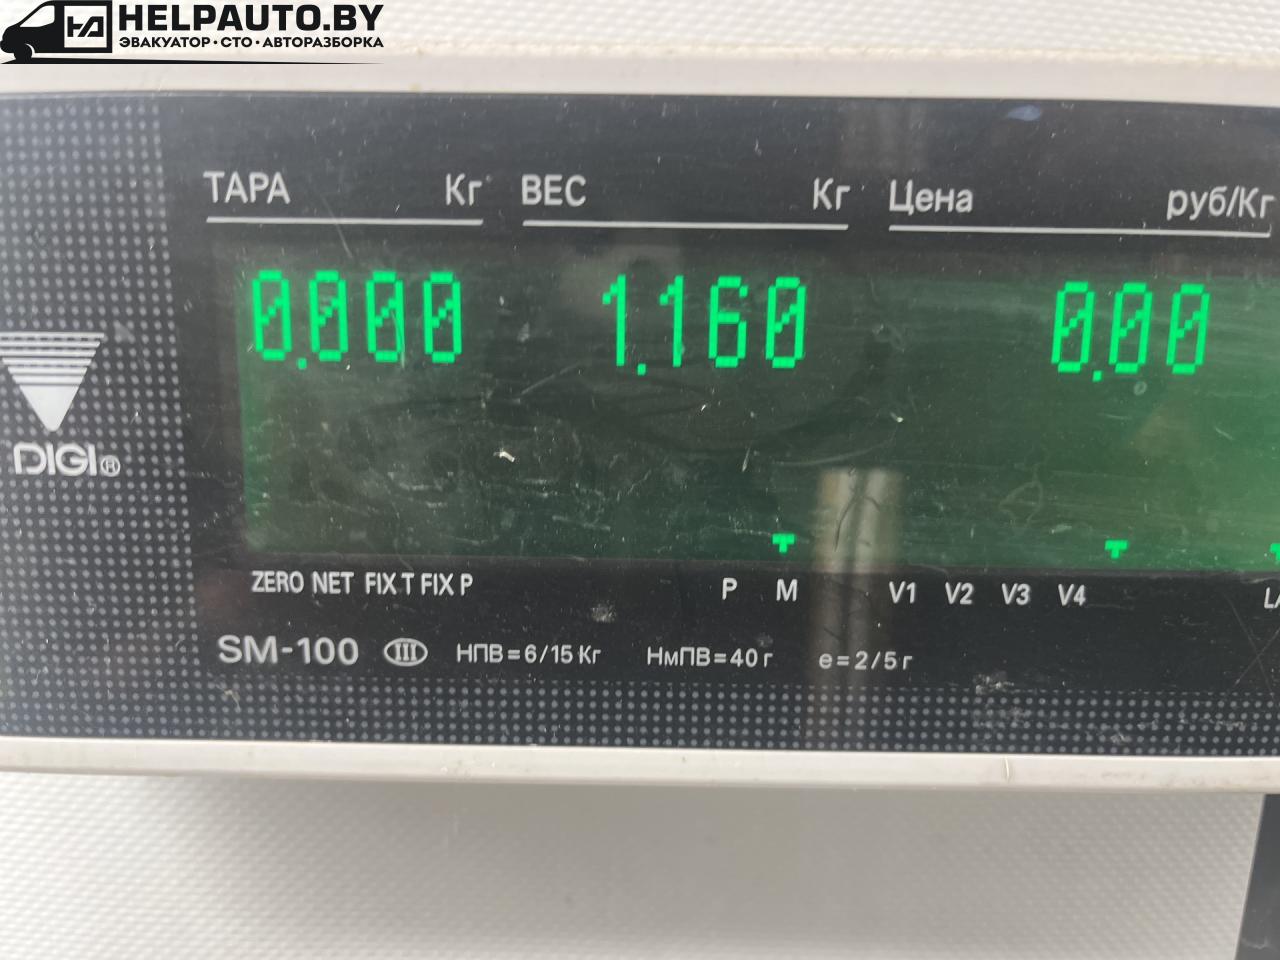 HELPAUTO.BY
ЭВАКУАТОР·СТО·АВТОРАЗБОРКА
ТАРА Кг ВЕС Кг Цена руб/Кг
0.000 1.160 0.00
DIGI®
ZERO NET FIX T FIX P P M V1 V2 V3 V4
SM-100 III НПВ=6/15 Кг НмПВ=40 г e=2/5 г